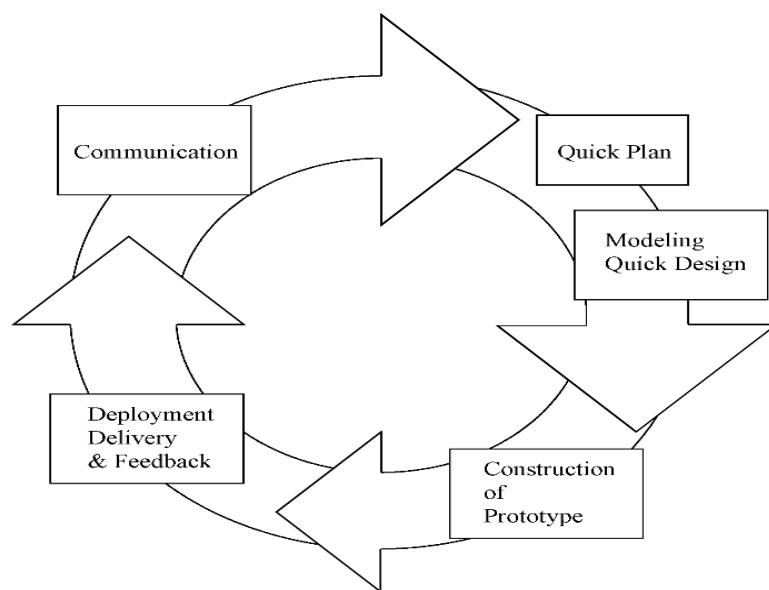 Communication
Quick Plan
Modeling
Quick Design
Construction
of
Prototype
Deployment
Delivery
& Feedback